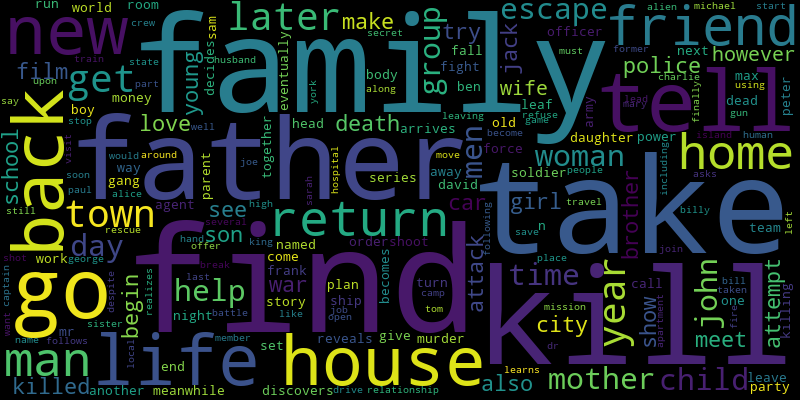 run world room
new
family
later make
escape
friend
alien michael start
crew secret
film
get
young
decides
sam
husband
eventually
york
along
group
try
fall
fight
ben
jack
officer
must
former
next
however
police
charlie
using
finally
peter
max
dead
gun
state
train
part
upon
body
wife
leaf
army
tell
say
boy
money
stop
back
school
visit
father
love
death
head
arrives
together
leaving
old
become
refuse
game
read
mary
island
human
daughter
power
would
around
well
way
soon
gang
paul
alice
still
parent
joe
hospital
move
series
away
david
men
force
woman
soldier
people
including
asks
home
town
rescue
agent
see
son
several
high
sarah
return
car
girl
take
travel
brother
billy
team
left
day
work
george
hand
offer
king
named
ordershoot
following
save
n
place
join
go
find
kill
shot
captain
want
mr
sister
name
follows
despite
begin
realizes
local
help
last
break
battle
night
come
frank
war
story
like
plan
ship
job
open
turn
camp
tom
becomes
attack
time
year
city
mission
dr
call
show
apartment
john
bill
taken
one
fire
meet
attempt
killing
man
life
killed
another
meanwhile
end
member
set
reveals
give
murder
house
discovers
drive
relationship
also
learns
mother
child
leave
party